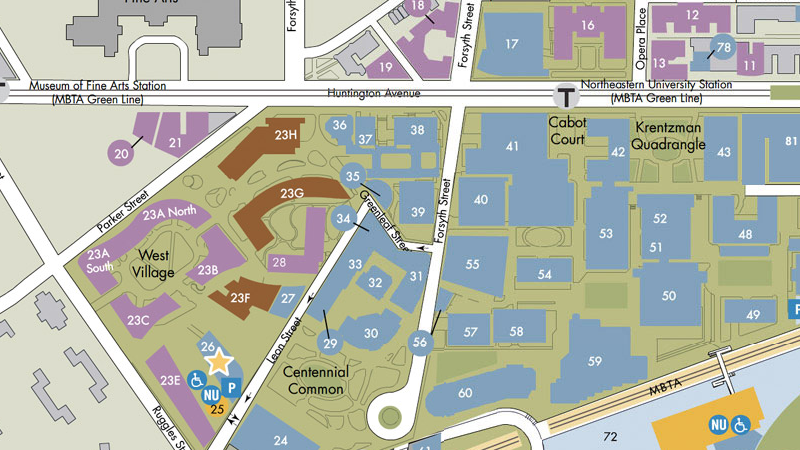 Fine Arts
Forsyth
18
Forsyth Street
17
16
Opera Place
12
78
13
11
19
T
Museum of Fine Arts Station
(MBTA Green Line)
Huntington Avenue
T
Northeastern University Station
(MBTA Green Line)
20
21
23H
36
37
38
41
Cabot
Court
42
Krentzman
Quadrangle
43
81
35
34
Greenleaf Street
39
Forsyth Street
40
53
52
51
48
Parker Street
23A North
23A
South
23G
West
Village
23B
28
33
32
31
55
54
50
23F
27
23C
Leon Street
30
29
56
57
58
49
P
26
23E
NU
P
25
Centennial
Common
59
60
MBTA
Ruggles St
24
61
72
NU